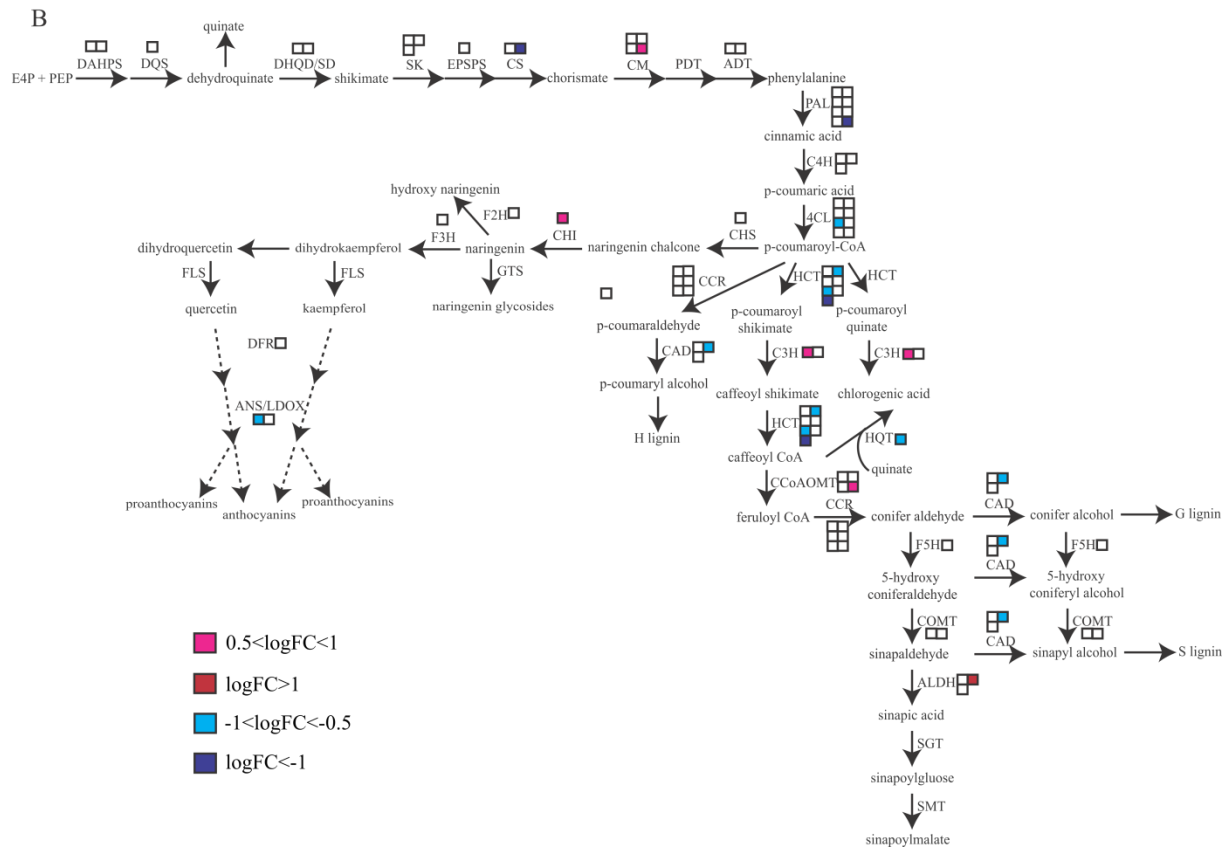 B
quinate
DAHPS
DQS
DHQD/SD
SK
EPSPS
CS
CM
PDT
ADT
E4P + PEP
dehydroquinate
shikimate
chorismate
phenylalanine
PAL
cinnamic acid
C4H
p-coumaric acid
4CL
hydroxy naringenin
F2H
F3H
CHI
CHS
dihydroquercetin
dihydrokaempferol
naringenin
naringenin chalcone
p-coumaroyl-CoA
FLS
FLS
GTS
CCR
HCT
HCT
quercetin
kaempferol
naringenin glycosides
p-coumaraldehyde
p-coumaroyl
shikimate
p-coumaroyl
quinate
DFR
CAD
C3H
C3H
p-coumaryl alcohol
caffeoyl shikimate
chlorogenic acid
ANS/LDOX
HCT
H lignin
HQT
caffeoyl CoA
quinate
proanthocyanins
anthocyanins
proanthocyanins
CCoAOMT
CCR
CAD
feruloyl CoA
conifer aldehyde
conifer alcohol
G lignin
F5H
CAD
F5H
5-hydroxy
coniferaldehyde
5-hydroxy
coniferyl alcohol
COMT
CAD
COMT
sinapaldehyde
sinapyl alcohol
S lignin
ALDH
sinapic acid
SGT
sinapoylgluose
SMT
sinapoylmalate
0.5<logFC<1
logFC>1
-1<logFC<-0.5
logFC<-1